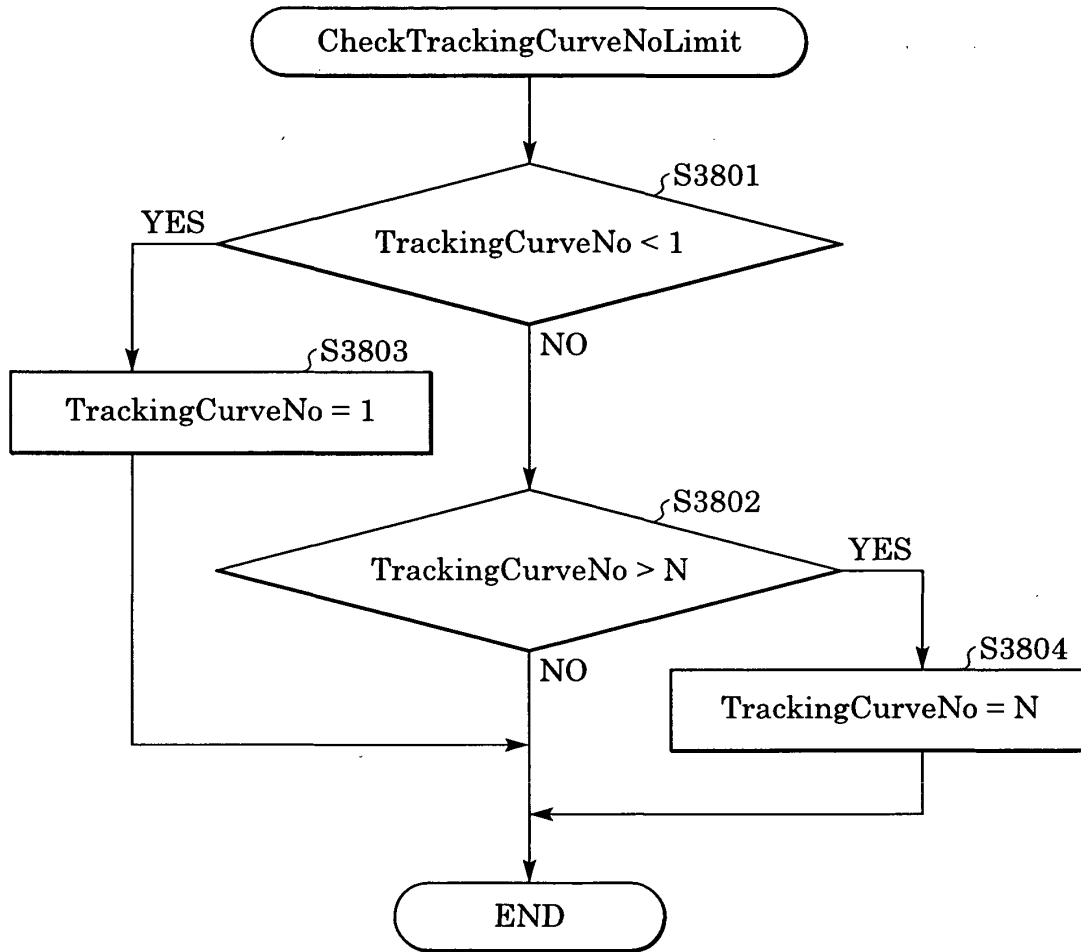 CheckTrackingCurveNoLimit
S3801
YES
TrackingCurveNo < 1
NO
S3803
TrackingCurveNo = 1
S3802
YES
TrackingCurveNo > N
NO
S3804
TrackingCurveNo = N
END